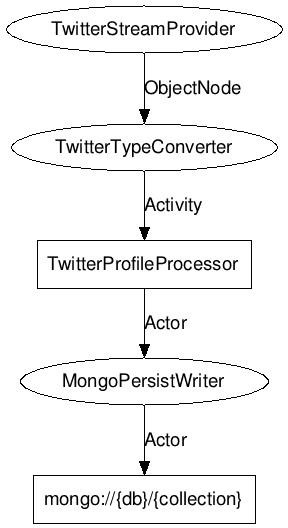 TwitterStreamProvider
ObjectNode
TwitterTypeConverter
Activity
TwitterProfileProcessor
Actor
MongoPersistWriter
Actor
mongo://{db}/{collection}